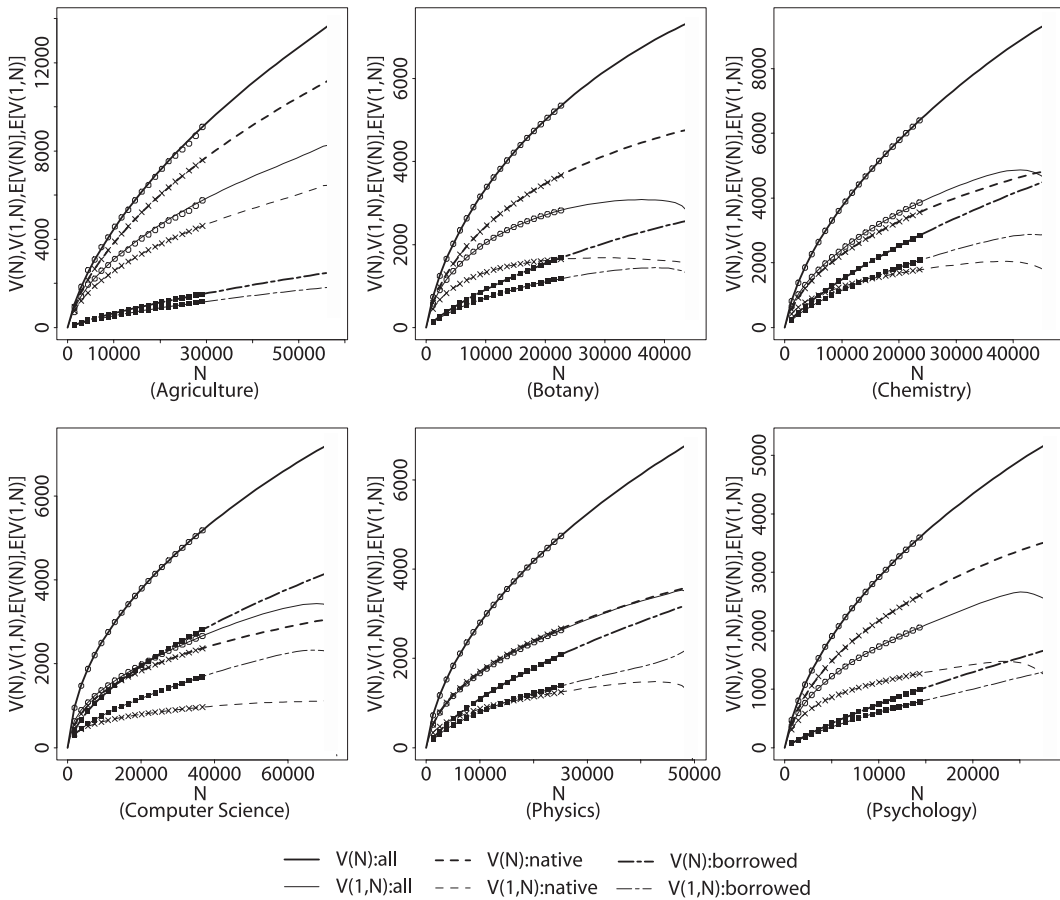 V(N),V(1,N),E[V(N)],E[V(1,N)]
0 4000 8000 12000
0 10000 30000 50000
N
(Agriculture)
V(N),V(1,N),E[V(N)],E[V(1,N)]
0 2000 4000 6000
0 10000 20000 30000 40000
N
(Botany)
V(N),V(1,N),E[V(N)],E[V(1,N)]
0 2000 4000 6000 8000
0 10000 20000 30000 40000
N
(Chemistry)
V(N),V(1,N),E[V(N)],E[V(1,N)]
0 2000 4000 6000
0 20000 40000 60000
N
(Computer Science)
V(N),V(1,N),E[V(N)],E[V(1,N)]
0 2000 4000 6000
0 10000 30000 50000
N
(Physics)
V(N),V(1,N),E[V(N)],E[V(1,N)]
0 1000 2000 3000 4000 5000
0 10000 20000
N
(Psychology)
V(N):all V(N):native V(N):borrowed
V(1,N):all V(1,N):native V(1,N):borrowed